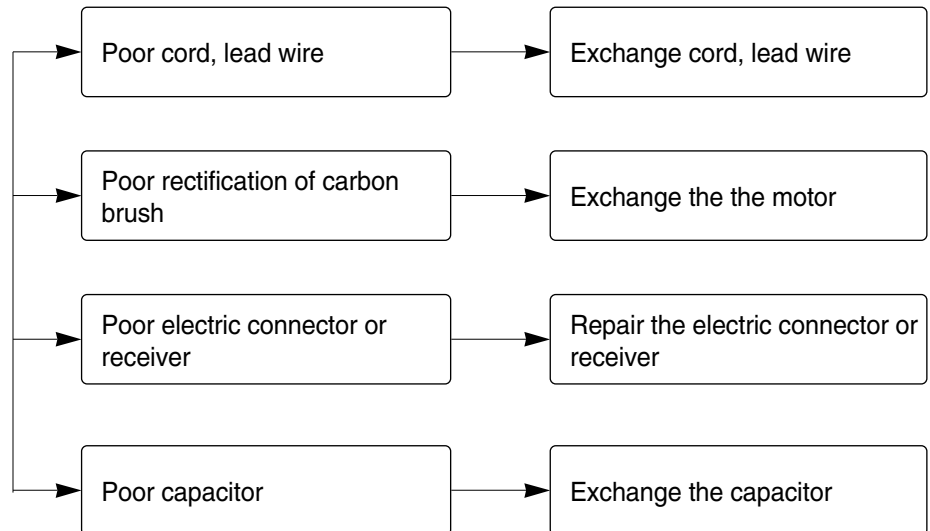 Poor cord, lead wire
Exchange cord, lead wire
Poor rectification of carbon
brush
Exchange the the motor
Poor electric connector or
receiver
Repair the electric connector or
receiver
Poor capacitor
Exchange the capacitor